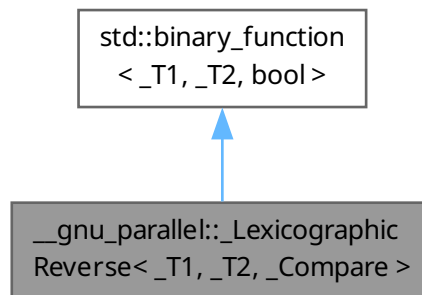 std::binary_function
< _T1, _T2, bool >
__gnu_parallel::_Lexicographic
Reverse< _T1, _T2, _Compare >